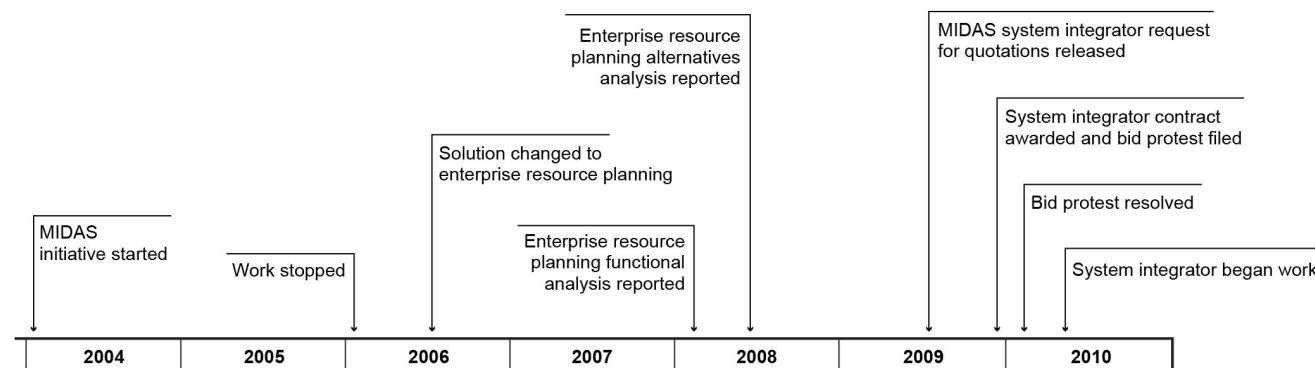 Enterprise resource
planning alternatives
analysis reported
MIDAS system integrator request
for quotations released
System integrator contract
awarded and bid protest filed
Solution changed to
enterprise resource planning
Bid protest resolved
MIDAS
initiative started
Work stopped
Enterprise resource
planning functional
analysis reported
System integrator began work
2004
2005
2006
2007
2008
2009
2010